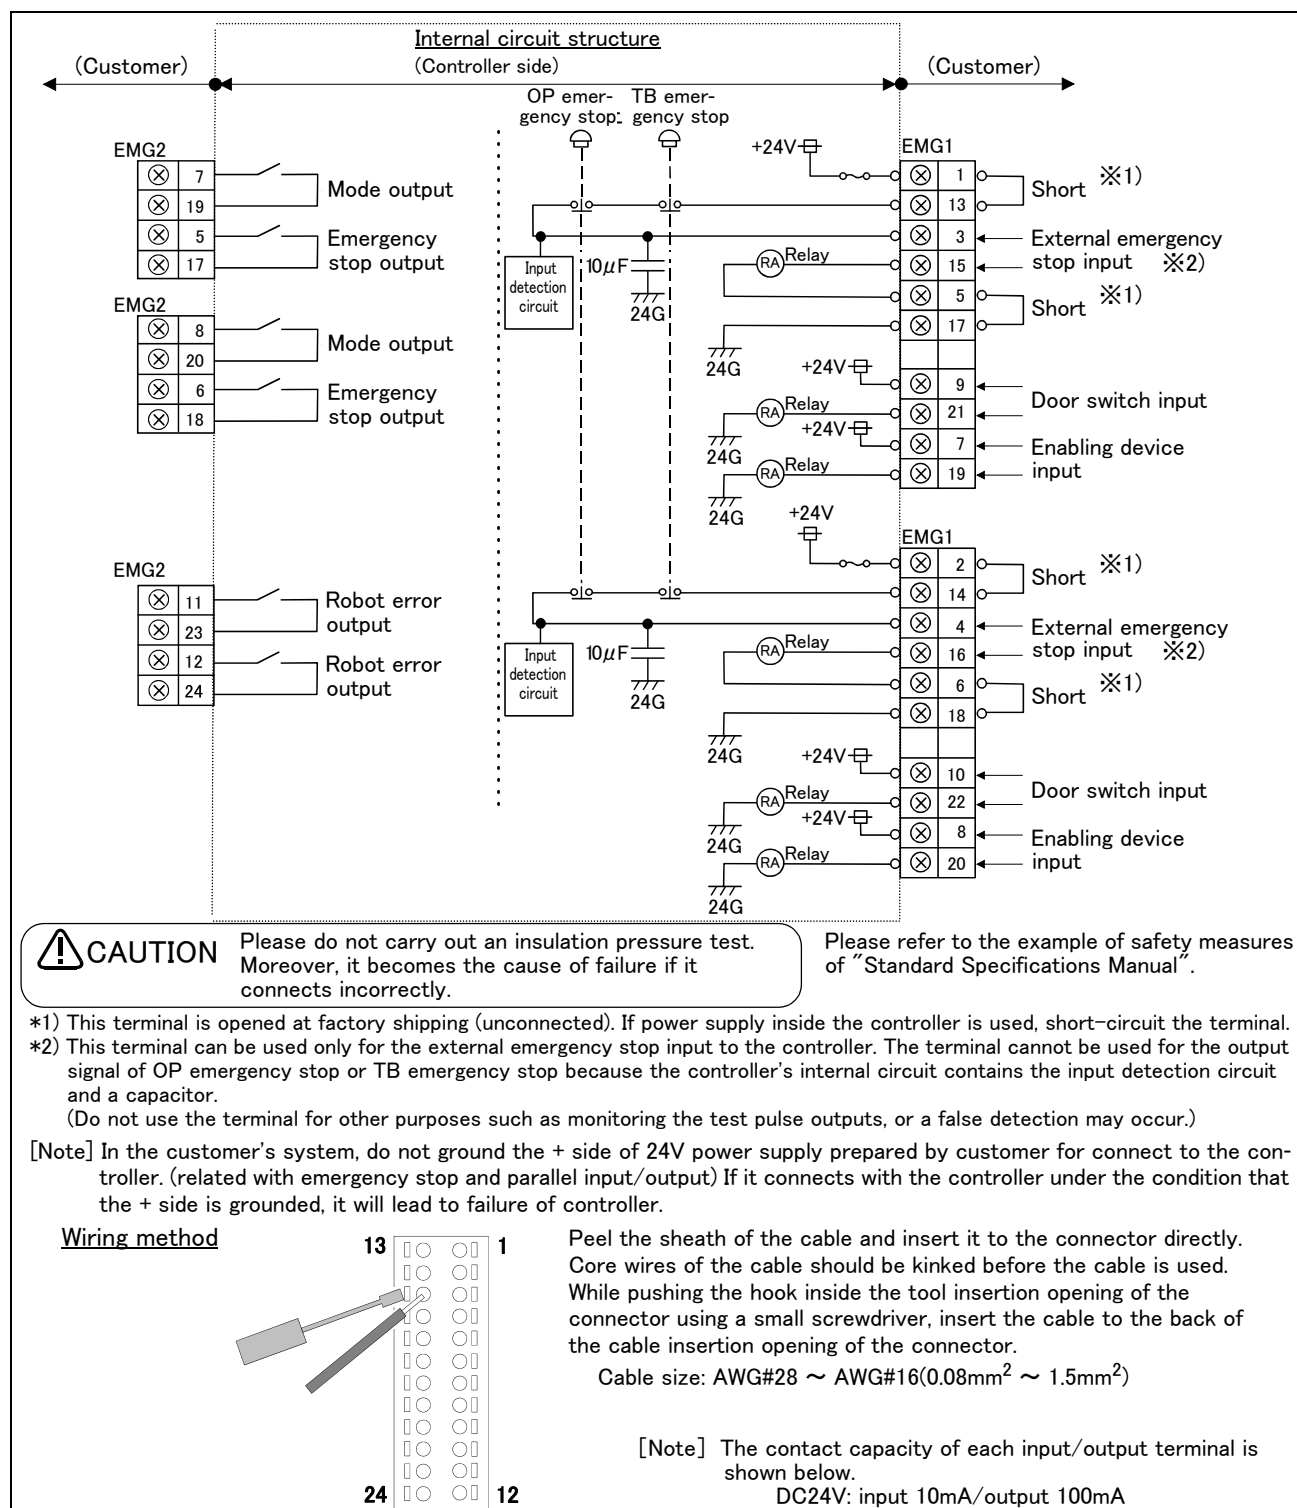 Internal circuit structure
(Customer)
(Controller side)
(Customer)
OP emer-
gency stop:
TB emer-
gency stop
EMG2
7
19
5
17
Mode output
Emergency
stop output
EMG2
8
20
6
18
Mode output
Emergency
stop output
EMG2
11
23
12
24
Robot error
output
Robot error
output
Input
detection
circuit
10μF
24G
+24V
EMG1
1
13
3
15
5
17
9
21
7
19
Short ※1)
External emergency
stop input ※2)
Short ※1)
Door switch input
Enabling device
input
RA Relay
24G
+24V
RA Relay
24G
+24V
RA Relay
24G
+24V
EMG1
2
14
4
16
6
18
10
22
8
20
Short ※1)
External emergency
stop input ※2)
Short ※1)
Door switch input
Enabling device
input
Input
detection
circuit
10μF
24G
RA Relay
24G
+24V
RA Relay
24G
+24V
RA Relay
24G
CAUTION
Please do not carry out an insulation pressure test.
Moreover, it becomes the cause of failure if it
connects incorrectly.
Please refer to the example of safety measures
of "Standard Specifications Manual".
*1) This terminal is opened at factory shipping (unconnected). If power supply inside the controller is used, short-circuit the terminal.
*2) This terminal can be used only for the external emergency stop input to the controller. The terminal cannot be used for the output
signal of OP emergency stop or TB emergency stop because the controller's internal circuit contains the input detection circuit
and a capacitor.
(Do not use the terminal for other purposes such as monitoring the test pulse outputs, or a false detection may occur.)
[Note] In the customer's system, do not ground the + side of 24V power supply prepared by customer for connect to the con-
troller. (related with emergency stop and parallel input/output) If it connects with the controller under the condition that
the + side is grounded, it will lead to failure of controller.
Wiring method
13
1
24
12
Peel the sheath of the cable and insert it to the connector directly.
Core wires of the cable should be kinked before the cable is used.
While pushing the hook inside the tool insertion opening of the
connector using a small screwdriver, insert the cable to the back of
the cable insertion opening of the connector.
Cable size: AWG#28 ～ AWG#16(0.08mm² ～ 1.5mm²)
[Note] The contact capacity of each input/output terminal is
shown below.
DC24V: input 10mA/output 100mA